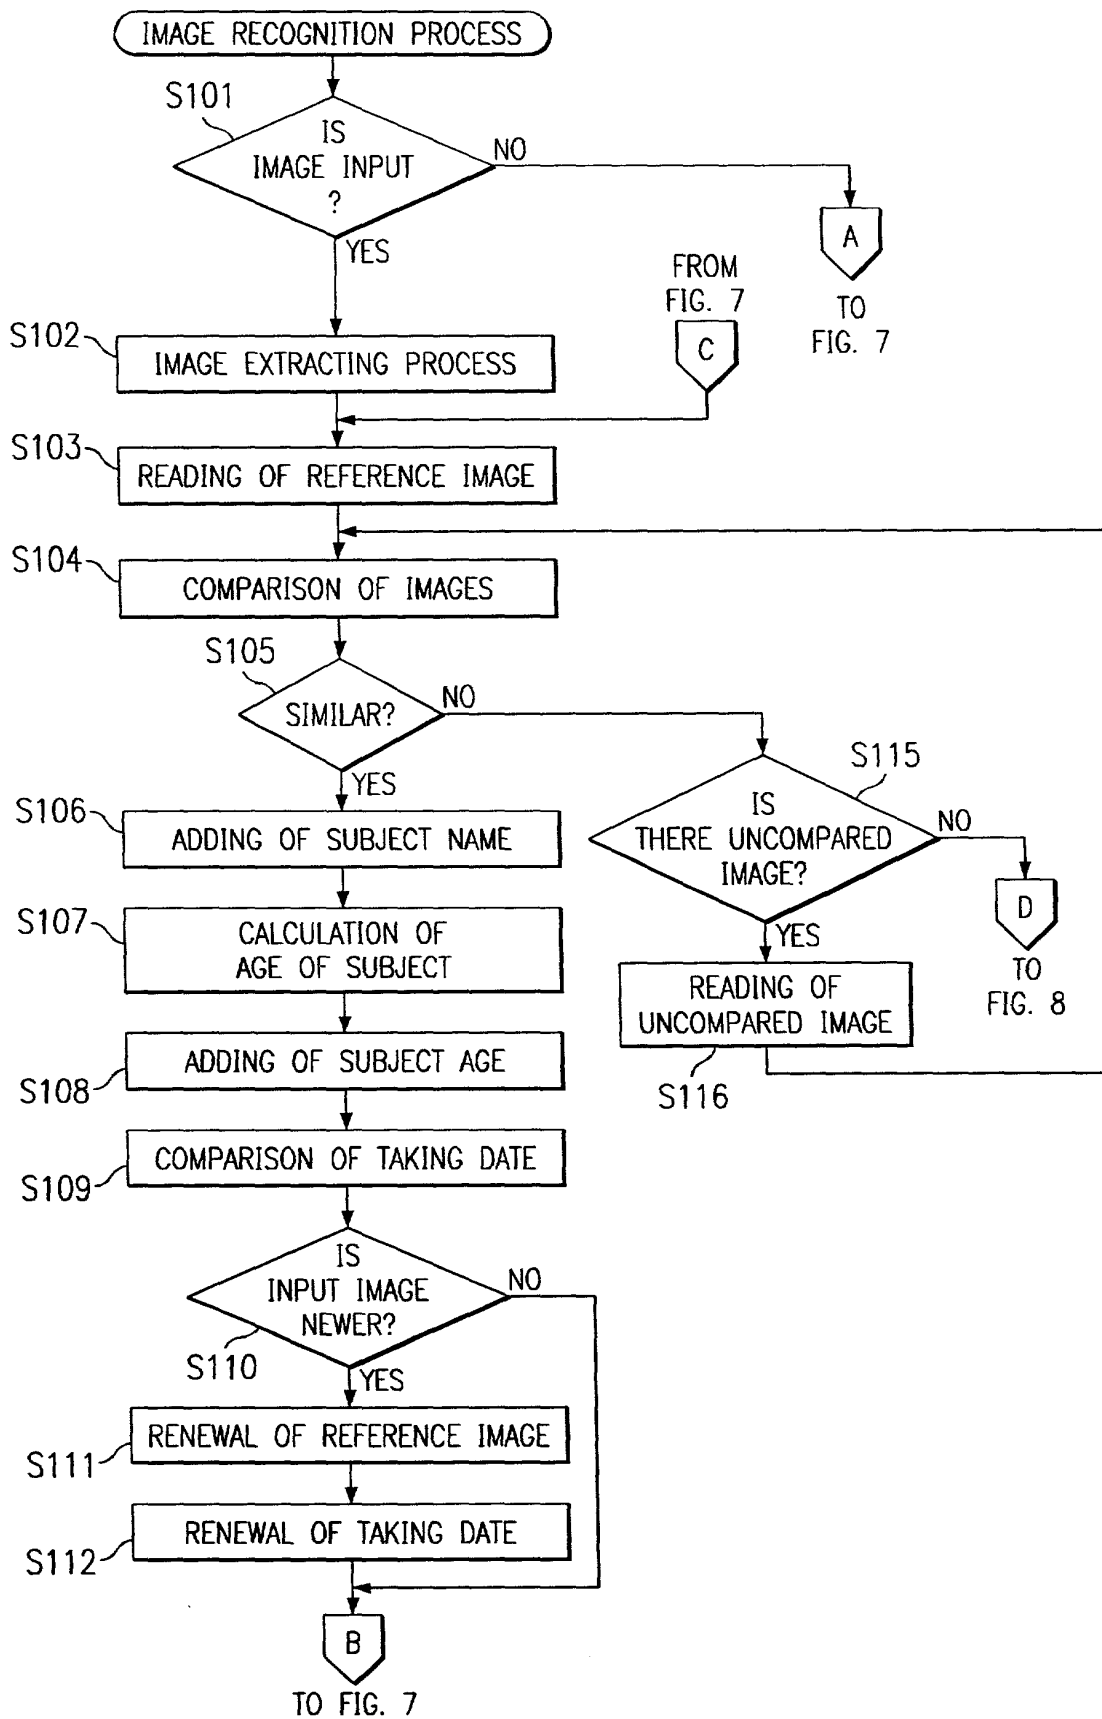 IMAGE RECOGNITION PROCESS
S101
IS
IMAGE INPUT
?
NO
YES
A
TO
FIG. 7
FROM
FIG. 7
C
S102
IMAGE EXTRACTING PROCESS
S103
READING OF REFERENCE IMAGE
S104
COMPARISON OF IMAGES
S105
SIMILAR?
NO
YES
S115
IS
THERE UNCOMPARED
IMAGE?
NO
YES
D
TO
FIG. 8
READING OF
UNCOMPARED IMAGE
S116
S106
ADDING OF SUBJECT NAME
S107
CALCULATION OF
AGE OF SUBJECT
S108
ADDING OF SUBJECT AGE
S109
COMPARISON OF TAKING DATE
IS
INPUT IMAGE
NEWER?
NO
S110
YES
S111
RENEWAL OF REFERENCE IMAGE
S112
RENEWAL OF TAKING DATE
B
TO FIG. 7